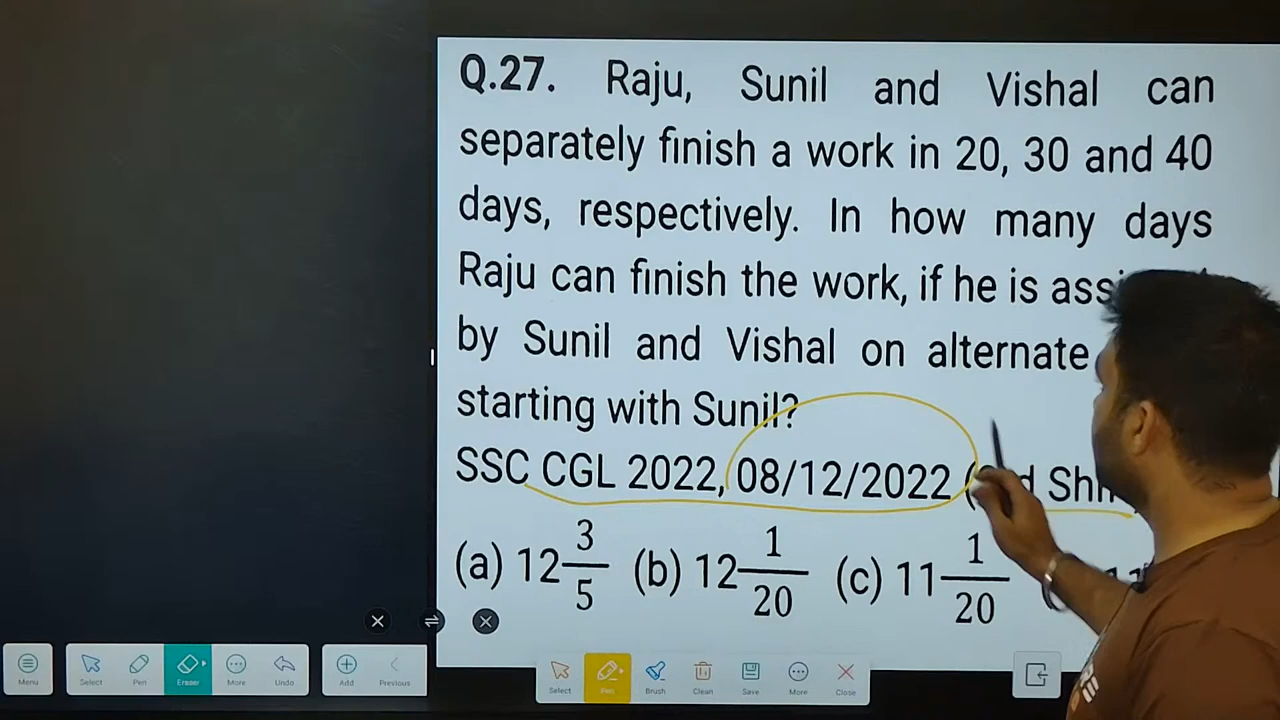 Q.27. Raju, Sunil and Vishal can
separately finish a work in 20, 30 and 40
days, respectively. In how many days
Raju can finish the work, if he is
by Sunil and Vishal on alternate
starting with Sunil?
SSC CGL 2022, 08/12/2022
(a) 12 3/5 (b) 12 1/20 (c) 11 1/20
Menu Select Pen Eraser More Undo Add Previous
Select Pen Brush Clean Save More Close